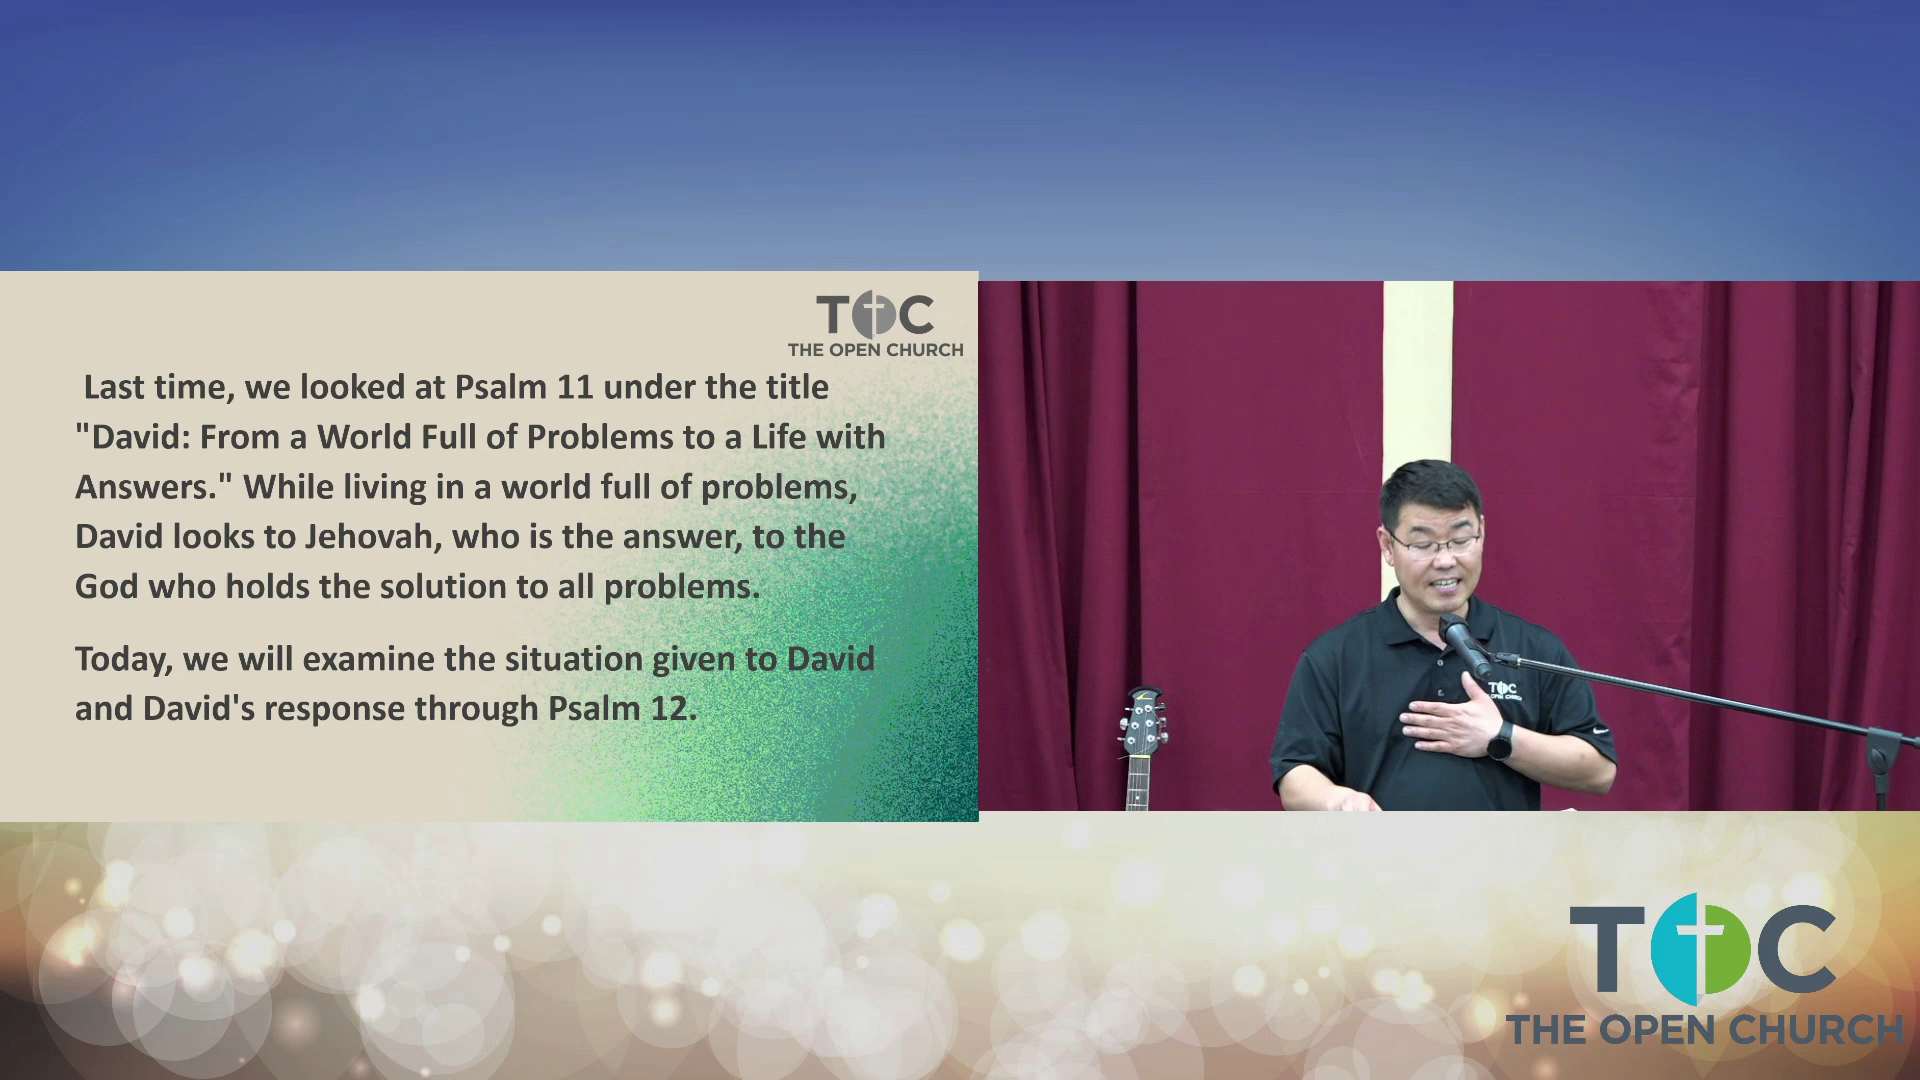 TOC
THE OPEN CHURCH
Last time, we looked at Psalm 11 under the title
"David: From a World Full of Problems to a Life with
Answers." While living in a world full of problems,
David looks to Jehovah, who is the answer, to the
God who holds the solution to all problems.
Today, we will examine the situation given to David
and David's response through Psalm 12.
TOC
THE OPEN CHURCH
TOC
THE OPEN CHURCH